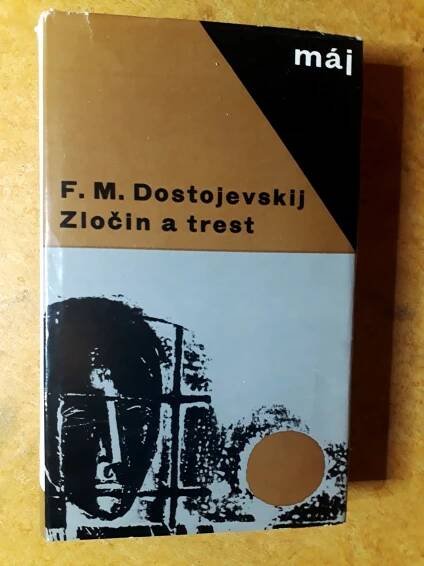 máj
F. M. Dostojevskij
Zločin a trest